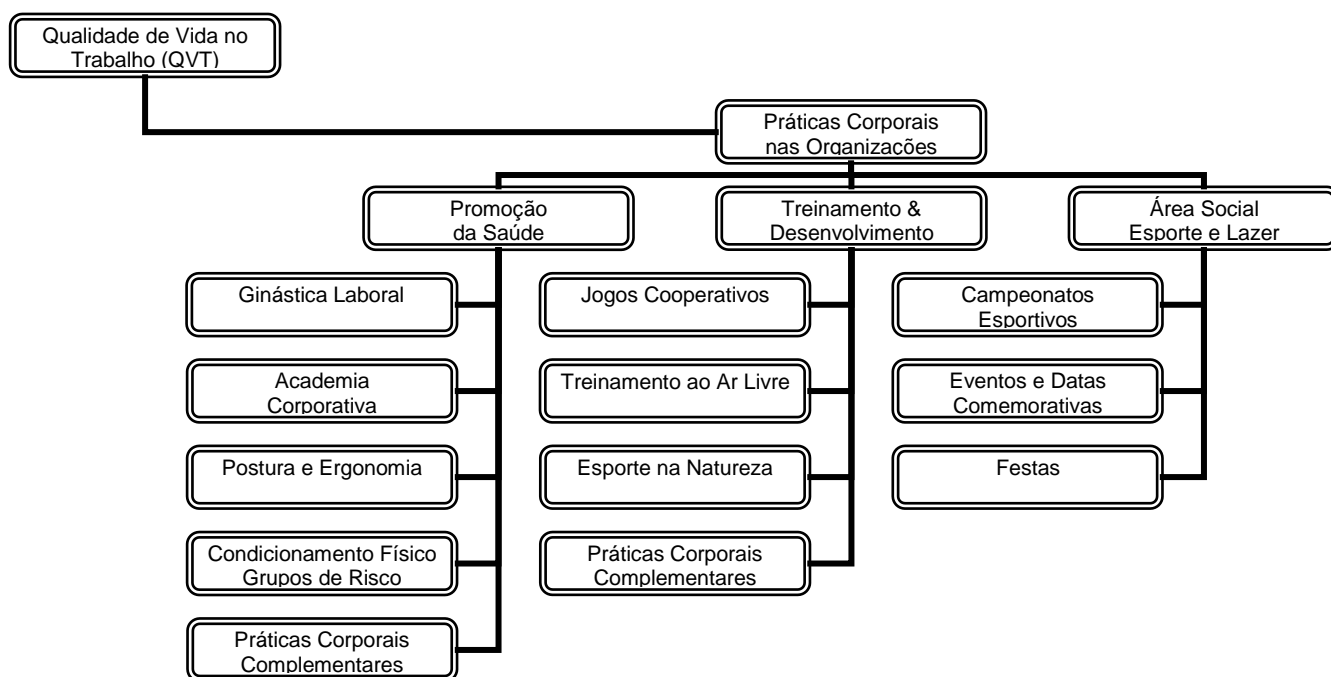 Qualidade de Vida no
Trabalho (QVT)
Práticas Corporais
nas Organizações
Promoção
da Saúde
Treinamento &
Desenvolvimento
Área Social
Esporte e Lazer
Ginástica Laboral
Jogos Cooperativos
Campeonatos
Esportivos
Academia
Corporativa
Treinamento ao Ar Livre
Eventos e Datas
Comemorativas
Postura e Ergonomia
Esporte na Natureza
Festas
Condicionamento Físico
Grupos de Risco
Práticas Corporais
Complementares
Práticas Corporais
Complementares